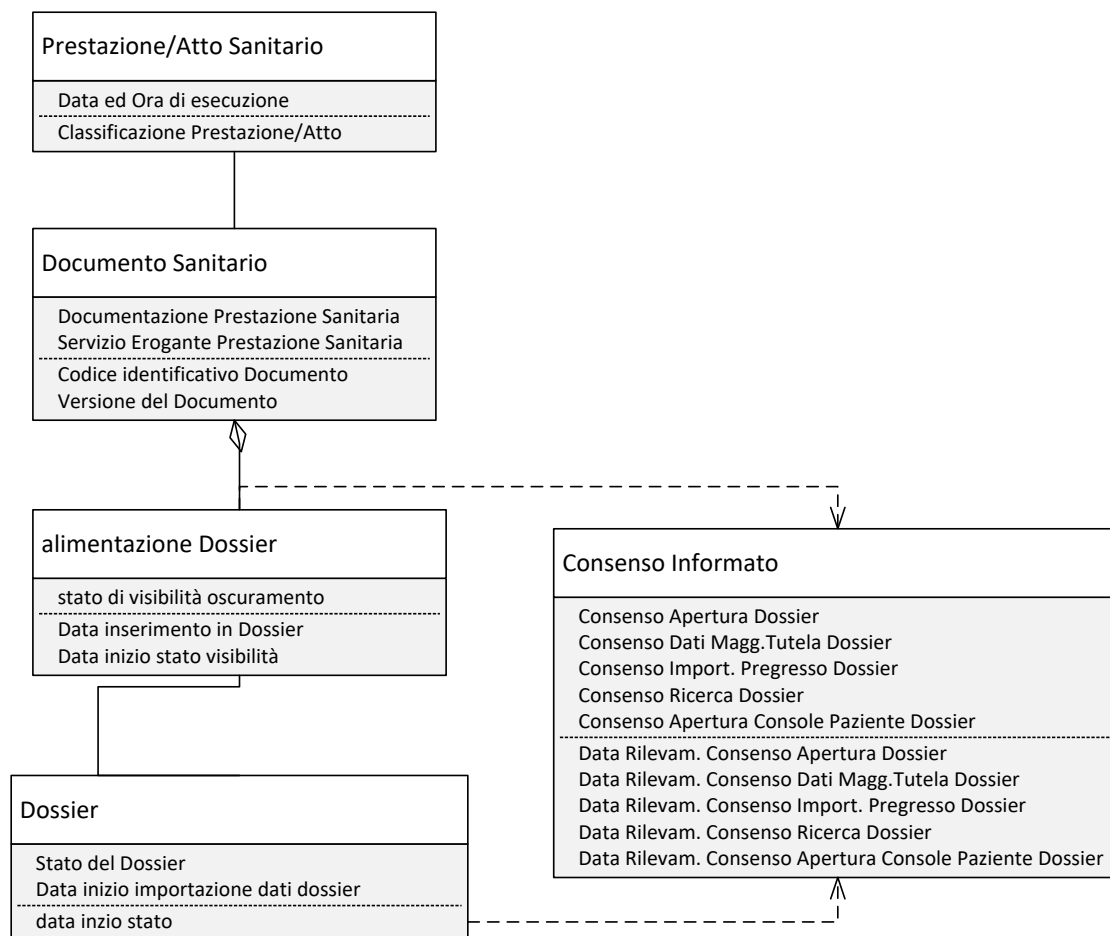 Prestazione/Atto Sanitario
Data ed Ora di esecuzione
Classificazione Prestazione/Atto
Documento Sanitario
Documentazione Prestazione Sanitaria
Servizio Erogante Prestazione Sanitaria
Codice identificativo Documento
Versione del Documento
alimentazione Dossier
stato di visibilità oscuramento
Data inserimento in Dossier
Data inizio stato visibilità
Dossier
Stato del Dossier
Data inizio importazione dati dossier
data inzio stato
Consenso Informato
Consenso Apertura Dossier
Consenso Dati Magg.Tutela Dossier
Consenso Import. Pregresso Dossier
Consenso Ricerca Dossier
Consenso Apertura Console Paziente Dossier
Data Rilevam. Consenso Apertura Dossier
Data Rilevam. Consenso Dati Magg.Tutela Dossier
Data Rilevam. Consenso Import. Pregresso Dossier
Data Rilevam. Consenso Ricerca Dossier
Data Rilevam. Consenso Apertura Console Paziente Dossier